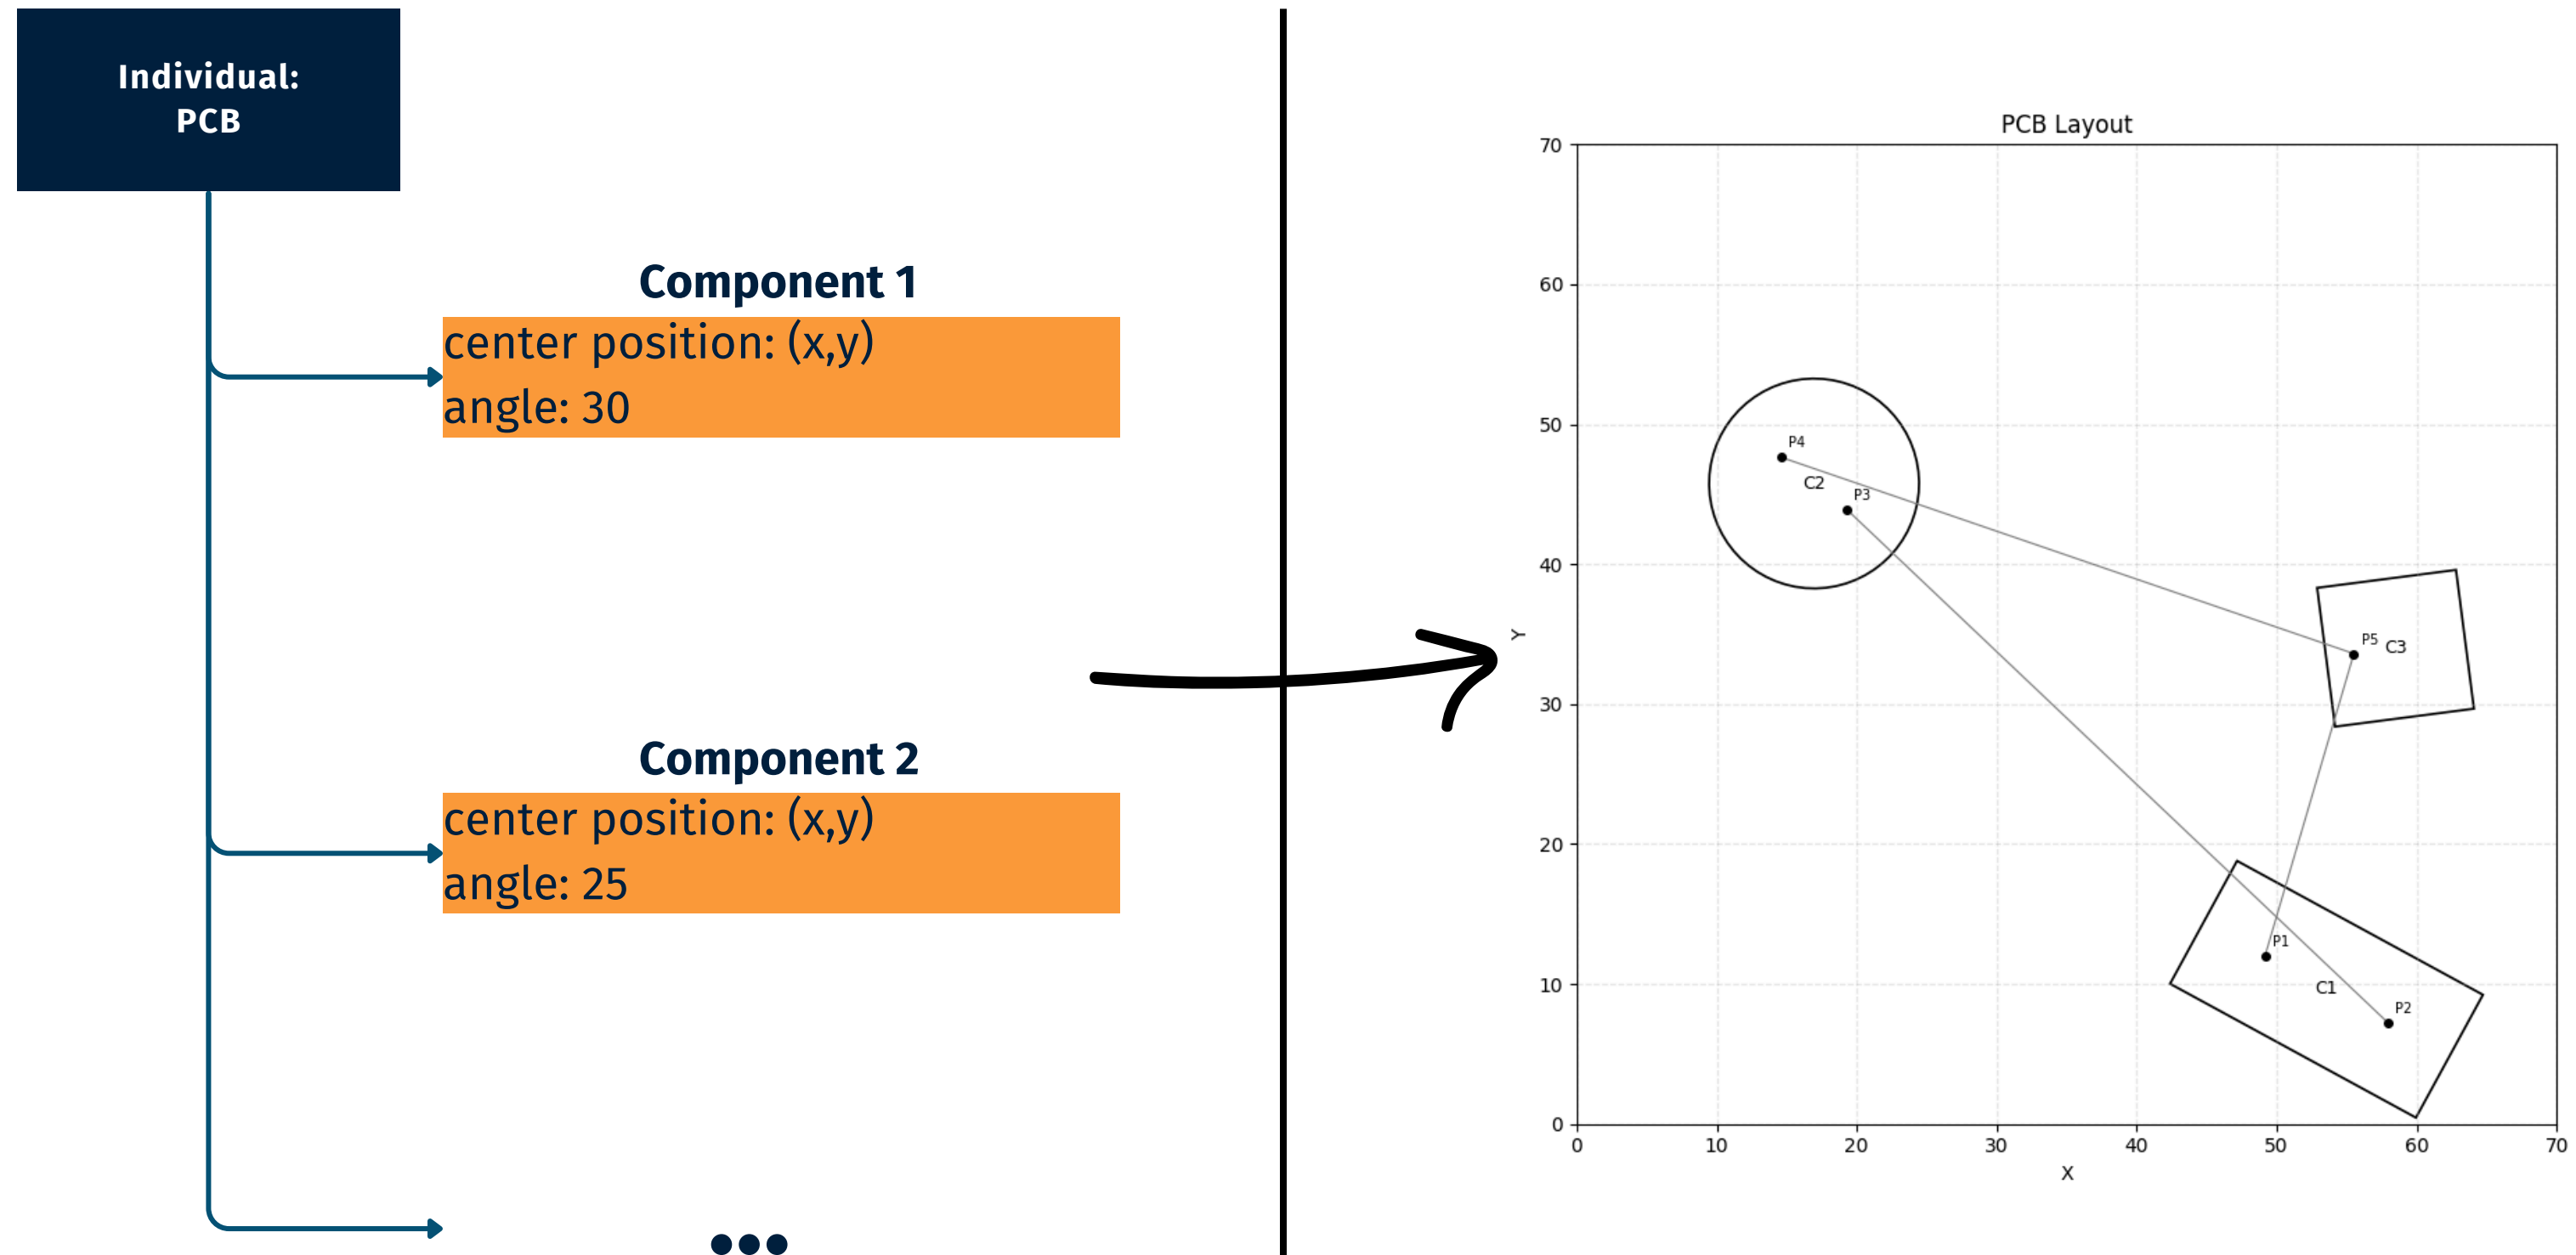 Individual:
PCB
Component 1
center position: (x,y)
angle: 30
Component 2
center position: (x,y)
angle: 25
•••
PCB Layout
70
60
50
40
30
20
10
0
Y
P4
C2
P3
P5 C3
P1
C1
P2
0 10 20 30 40 50 60 70
X